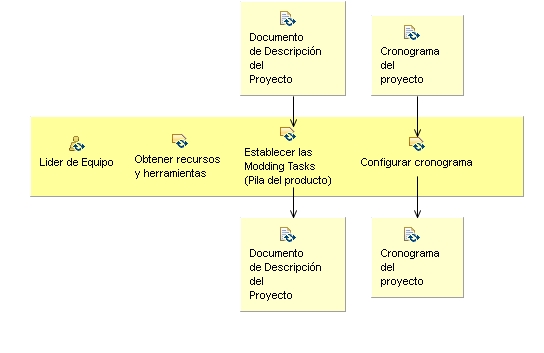 Documento
de Descripción
del
Proyecto
Cronograma
del
proyecto
Lider de Equipo
Obtener recursos
y herramientas
Establecer las
Modding Tasks
(Pila del producto)
Configurar cronograma
Documento
de Descripción
del
Proyecto
Cronograma
del
proyecto